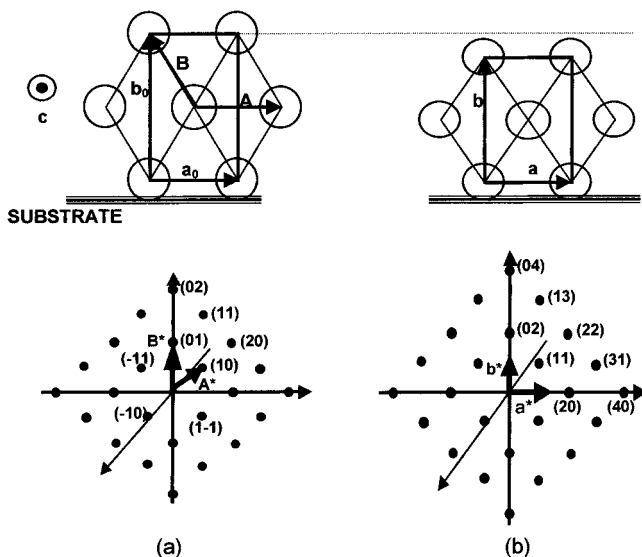 B
b₀
A
c
a₀
b
a
SUBSTRATE
(02)
(11)
B*
(01)
(20)
(-11)
(10)
A*
(-10)
(1-1)
(04)
(13)
(02)
(22)
b*
(11)
(31)
a*
(20)
(40)
(a)
(b)